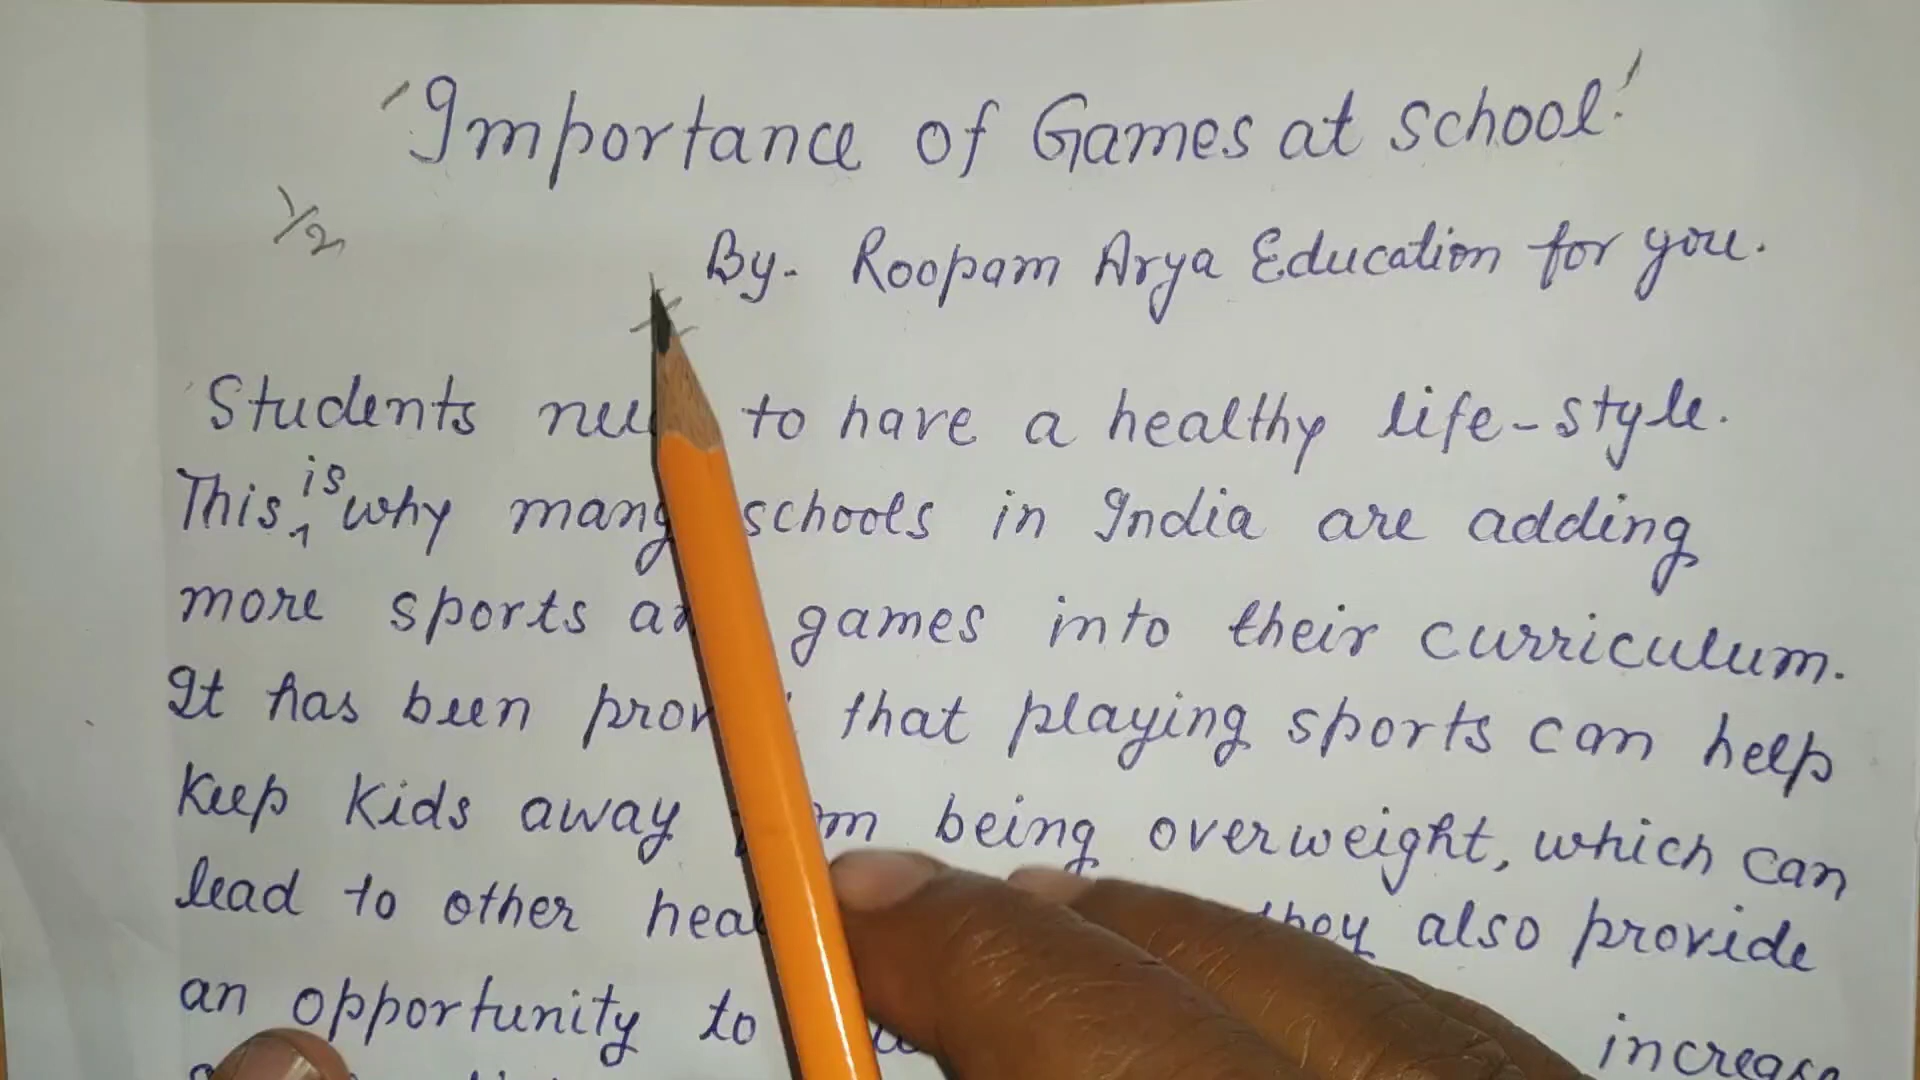 'Importance of Games at school'
1/2
By. Roopam Arya Education for you.
Students to have a healthy life-style.
This is why many schools in India are adding
more sports games into their curriculum.
It has been that playing sports can help
keep kids away being overweight, which can
lead to other they also provide
an opportunity to increase